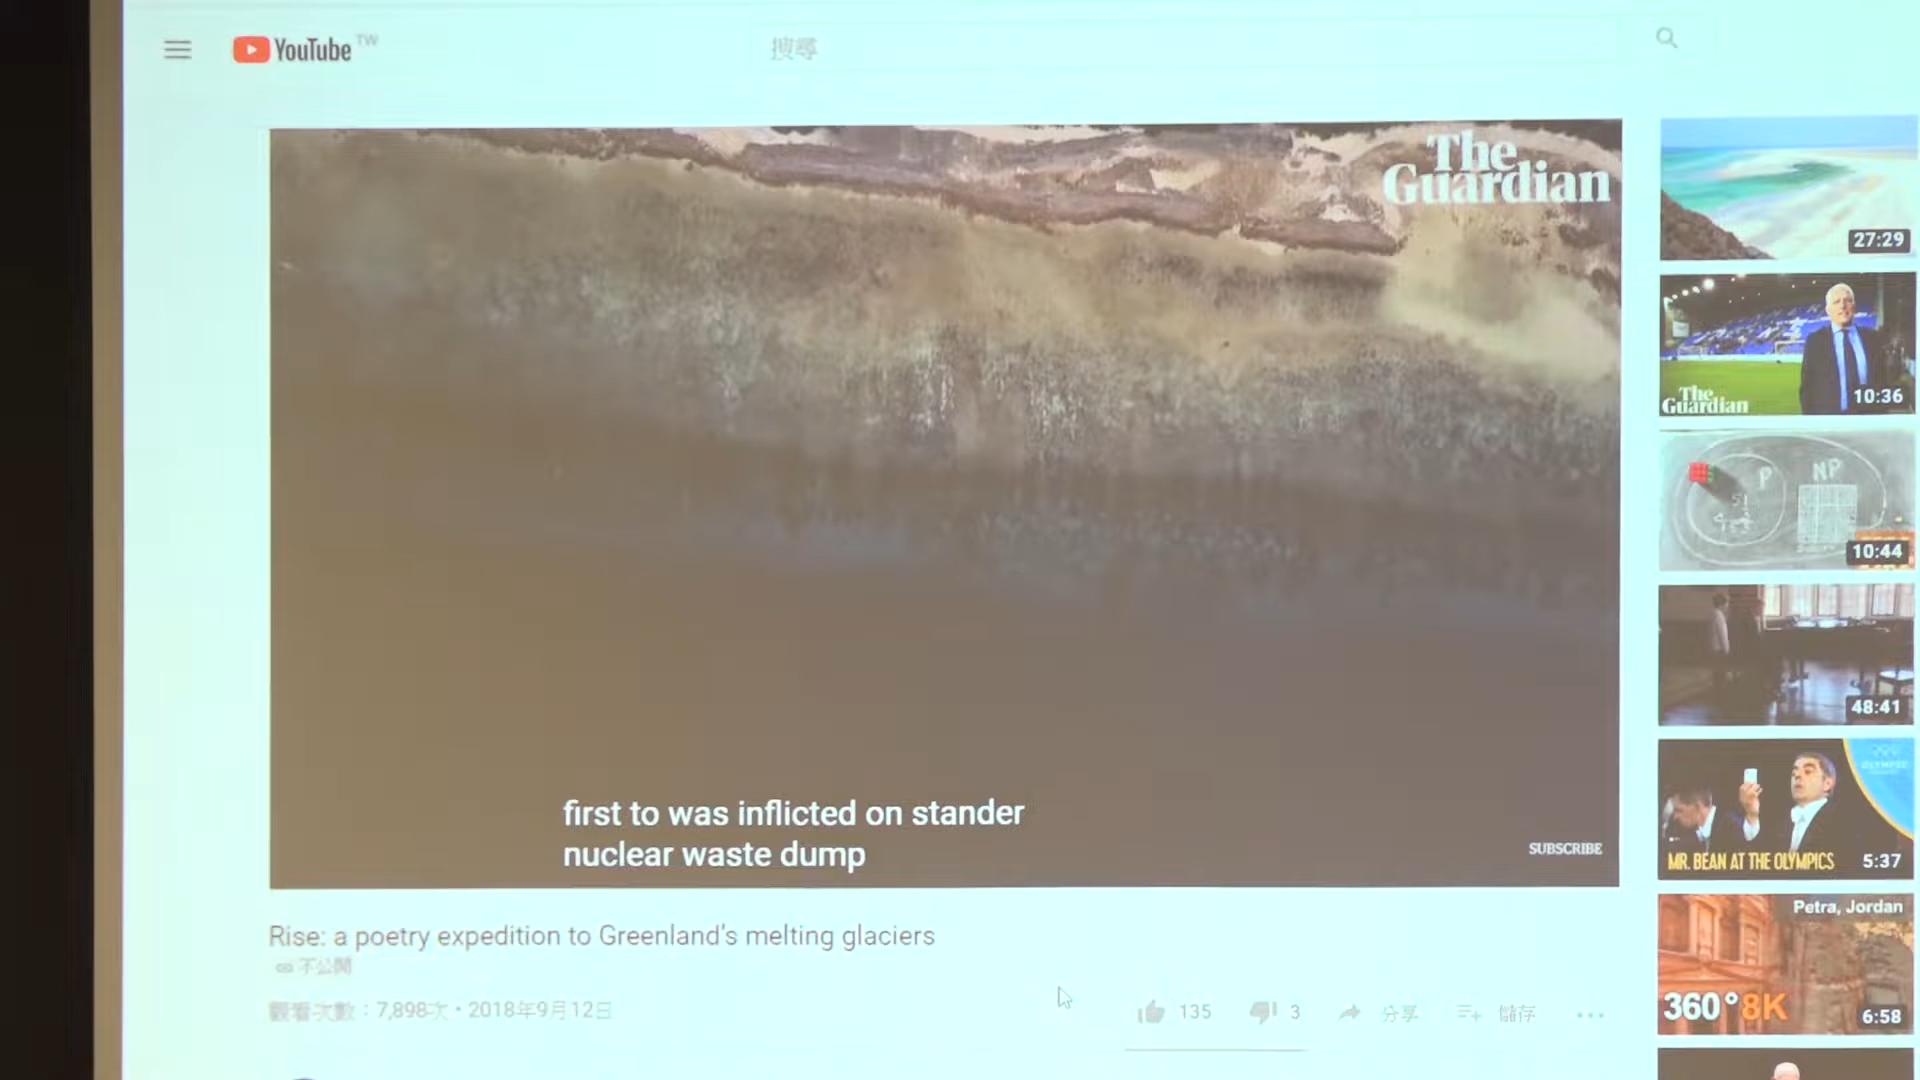 YouTube TW
搜尋
The
Guardian
first to was inflicted on stander
nuclear waste dump
SUBSCRIBE
Rise: a poetry expedition to Greenland's melting glaciers
不公開
觀看次數：7,898次・2018年9月12日
135
3
分享
儲存
27:29
The
Guardian
10:36
P
NP
10:44
48:41
MR. BEAN AT THE OLYMPICS
5:37
Petra, Jordan
360° 8K
6:58